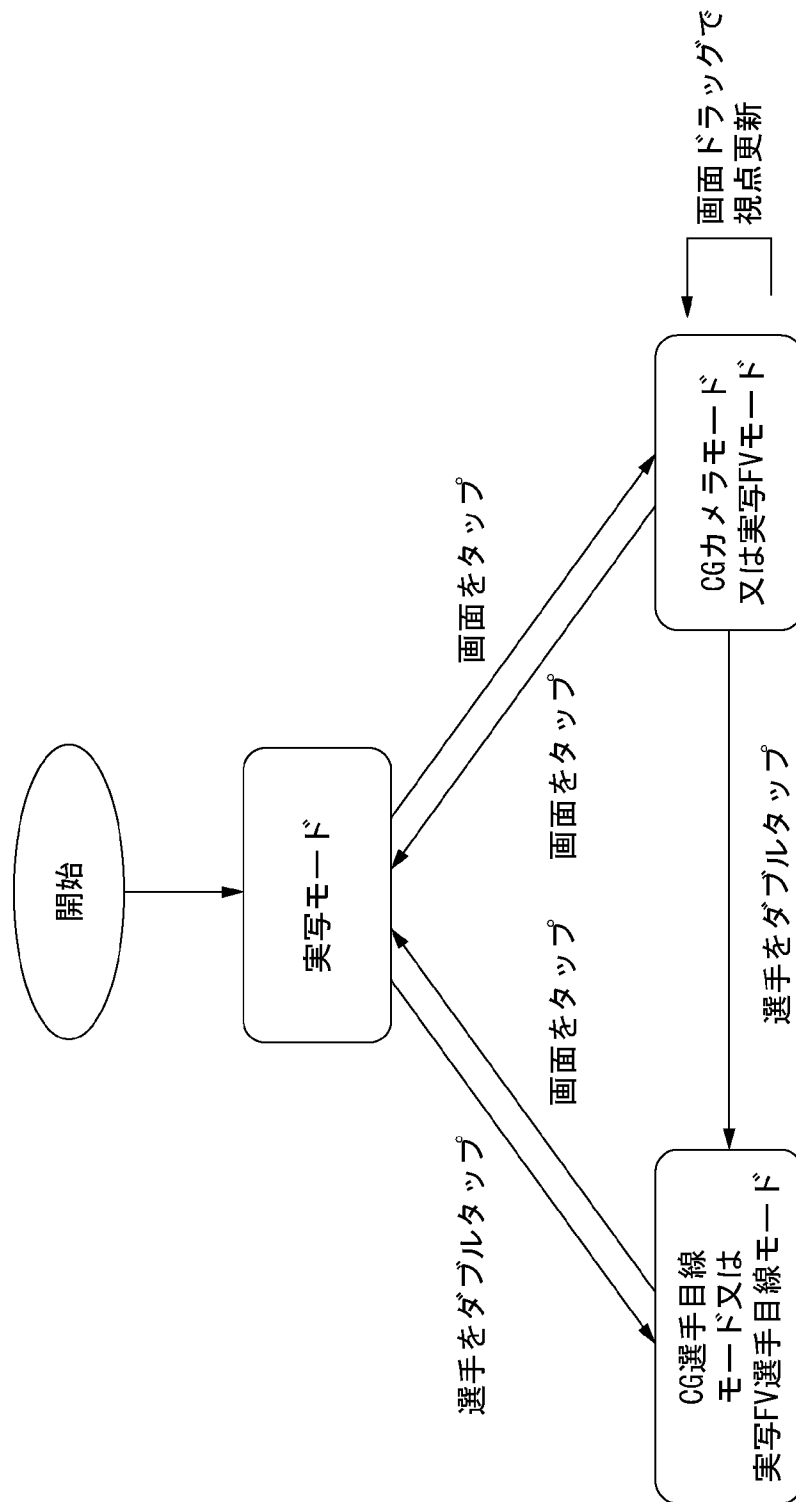 開始
実写モード
選手をダブルタップ
画面をタップ
画面をタップ
画面をタップ
CG選手目線
モード又は
実写FV選手目線モード
選手をダブルタップ
CGカメラモード
又は実写FVモード
画面ドラッグで
視点更新